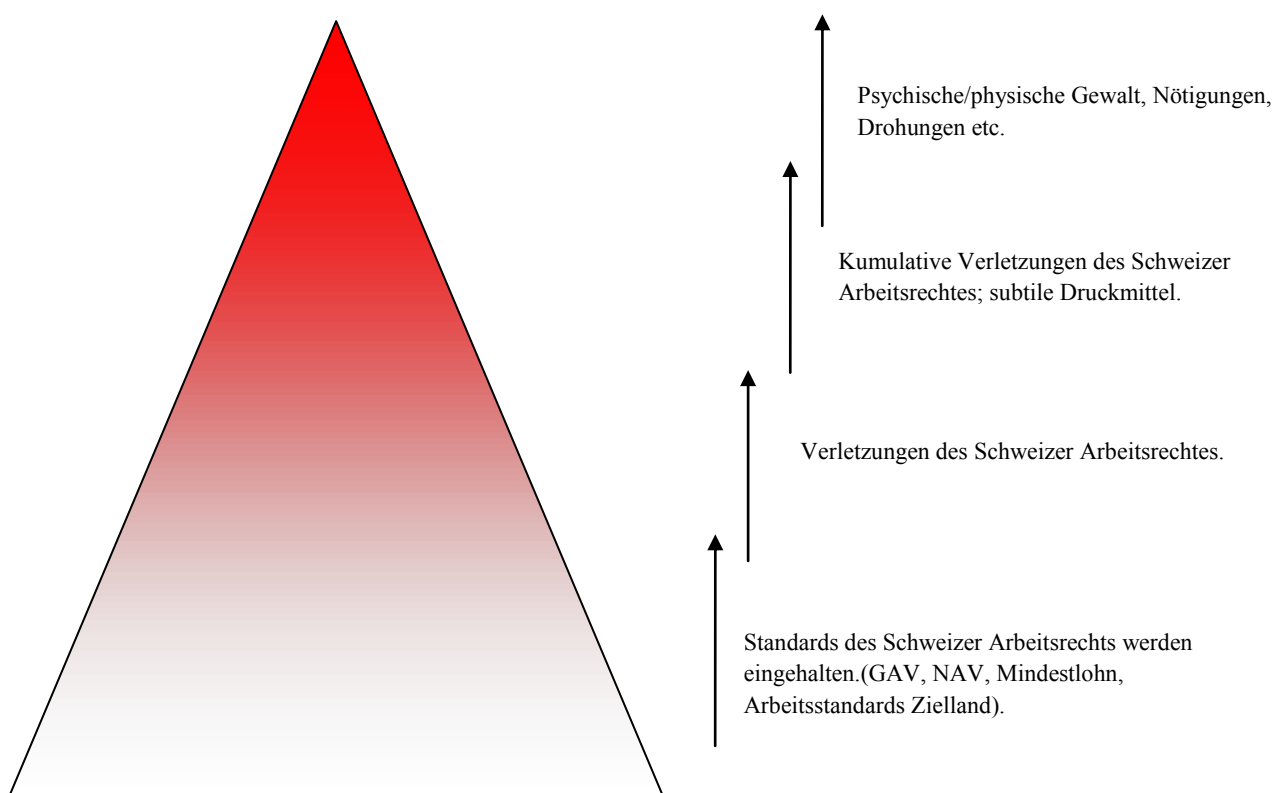 Psychische/physische Gewalt, Nötigungen,
Drohungen etc.
Kumulative Verletzungen des Schweizer
Arbeitsrechtes; subtile Druckmittel.
Verletzungen des Schweizer Arbeitsrechtes.
Standards des Schweizer Arbeitsrechts werden
eingehalten.(GAV, NAV, Mindestlohn,
Arbeitsstandards Zielland).